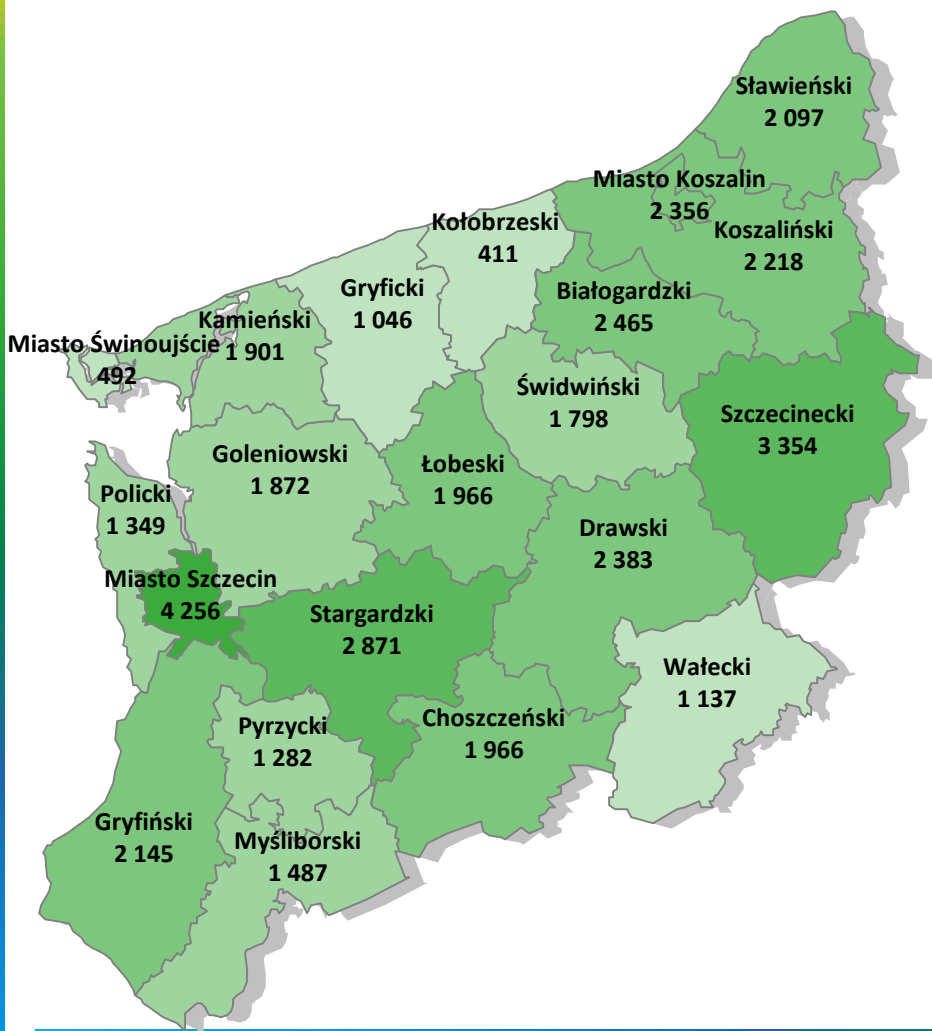 Sławieński
2 097
Miasto Koszalin
2 356
Koszaliński
2 218
Kołobrzeski
411
Gryficki
1 046
Białogardzki
2 465
Kamieński
1 901
Miasto Świnoujście
492
Świdwiński
1 798
Szczecinecki
3 354
Goleniowski
1 872
Łobeski
1 966
Policki
1 349
Drawski
2 383
Miasto Szczecin
4 256
Stargardzki
2 871
Wałecki
1 137
Choszczeński
1 966
Pyrzycki
1 282
Gryfiński
2 145
Myśliborski
1 487